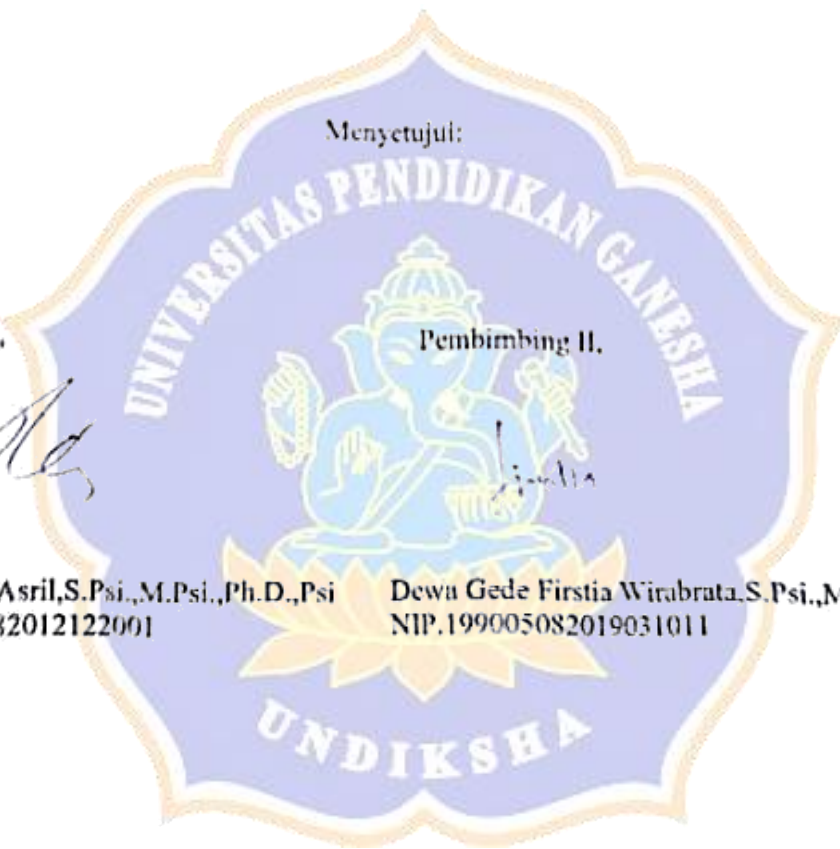 Menyetujui:
UNIVERSITAS PENDIDIKAN GANESHA
Pembimbing II,
Asril,S.Psi.,M.Psi.,Ph.D.,Psi Dewa Gede Firstia Wirabrata.S.Psi.,M
82012122001 NIP.199005082019031011
UNDIKSHA